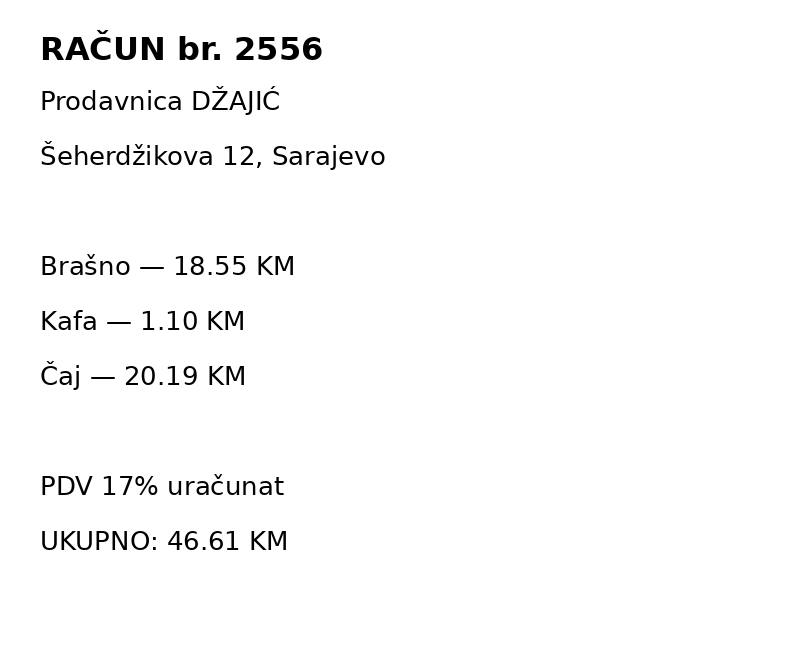 RAČUN br. 2556
Prodavnica DŽAJIĆ
Šeherdžikova 12, Sarajevo
Brašno — 18.55 KM
Kafa — 1.10 KM
Čaj — 20.19 KM
PDV 17% uračunat
UKUPNO: 46.61 KM